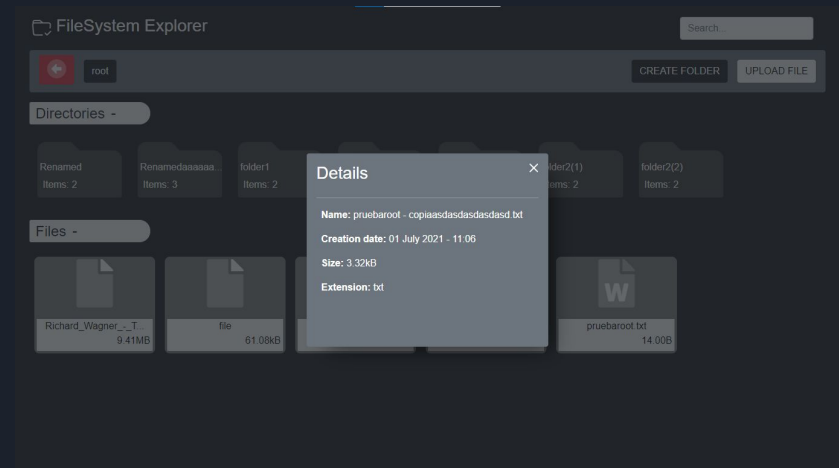 FileSystem Explorer
Search...
root
CREATE FOLDER
UPLOAD FILE
Directories -
Renamed
Items: 2
Renamedaaaaaa...
Items: 3
folder1
Items: 2
lder2(1)
ems: 2
folder2(2)
Items: 2
Details
Name: pruebaroot - copiaasdasdasdasdasd.txt
Creation date: 01 July 2021 - 11:06
Size: 3.32kB
Extension: txt
Files -
Richard_Wagner_-_T...
9.41MB
file
61.08kB
W
pruebaroot.txt
14.00B